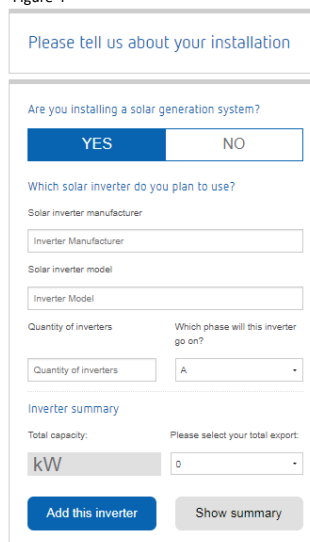 Please tell us about your installation
Are you installing a solar generation system?
YES NO
Which solar inverter do you plan to use?
Solar inverter manufacturer
Inverter Manufacturer
Solar inverter model
Inverter Model
Quantity of inverters
Which phase will this inverter
go on?
Quantity of inverters
A
Inverter summary
Total capacity:
Please select your total export:
kW
0
Add this inverter
Show summary